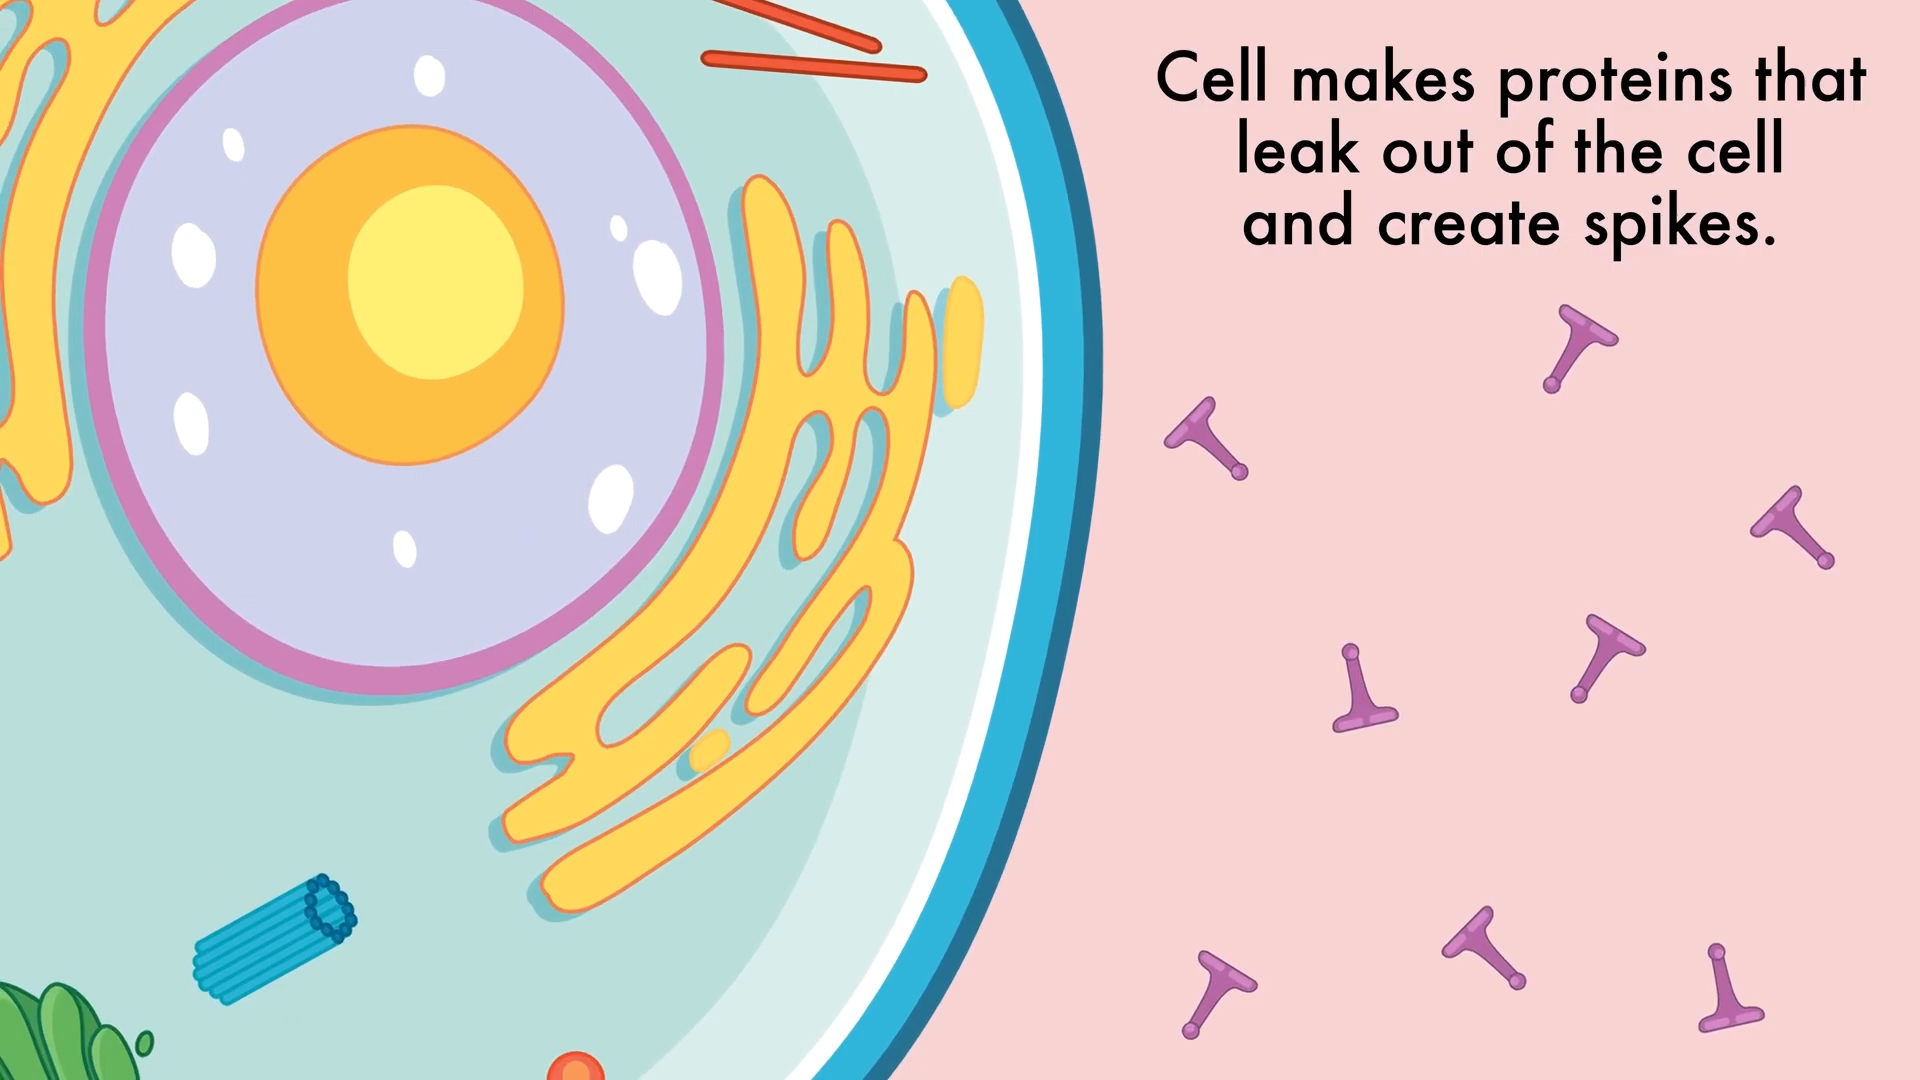 Cell makes proteins that
leak out of the cell
and create spikes.